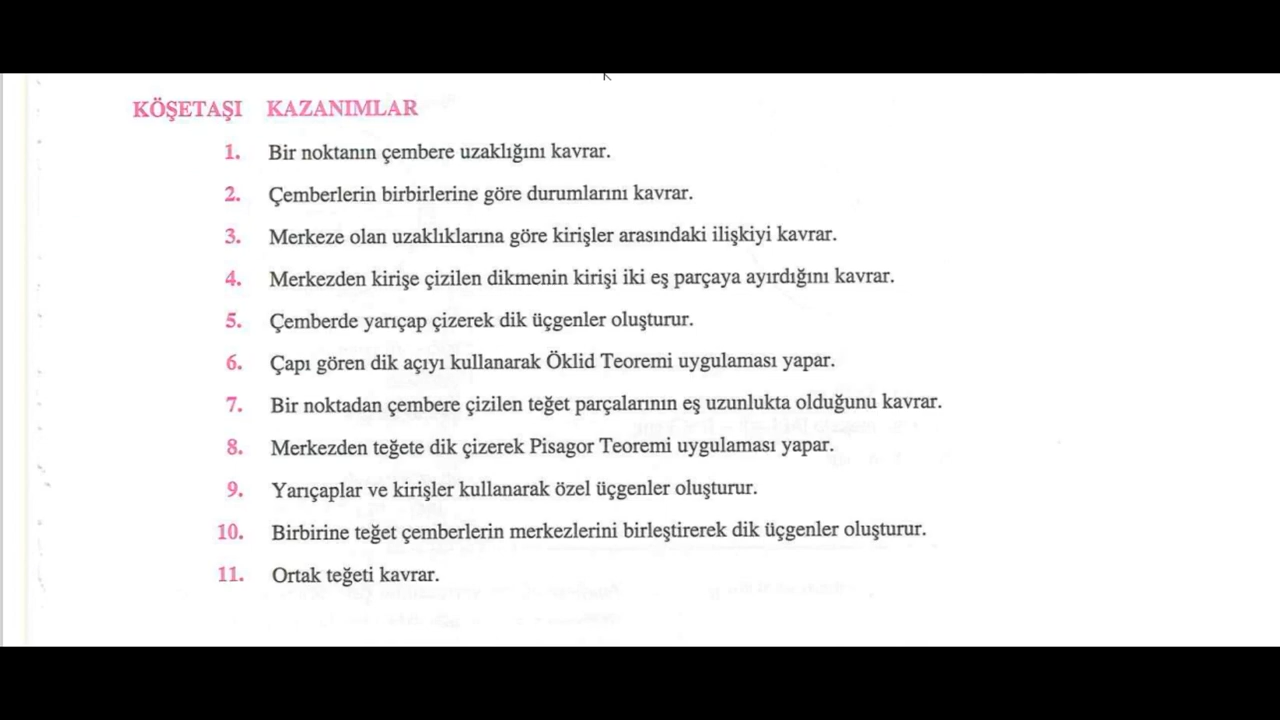 KÖŞETAŞI KAZANIMLAR
1. Bir noktanın çembere uzaklığını kavrar.
2. Çemberlerin birbirlerine göre durumlarını kavrar.
3. Merkeze olan uzaklıklarına göre kirişler arasındaki ilişkiyi kavrar.
4. Merkezden kirişe çizilen dikmenin kirişi iki eş parçaya ayırdığını kavrar.
5. Çemberde yarıçap çizerek dik üçgenler oluşturur.
6. Çapı gören dik açıyı kullanarak Öklid Teoremi uygulaması yapar.
7. Bir noktadan çembere çizilen teğet parçalarının eş uzunlukta olduğunu kavrar.
8. Merkezden teğete dik çizerek Pisagor Teoremi uygulaması yapar.
9. Yarıçaplar ve kirişler kullanarak özel üçgenler oluşturur.
10. Birbirine teğet çemberlerin merkezlerini birleştirerek dik üçgenler oluşturur.
11. Ortak teğeti kavrar.